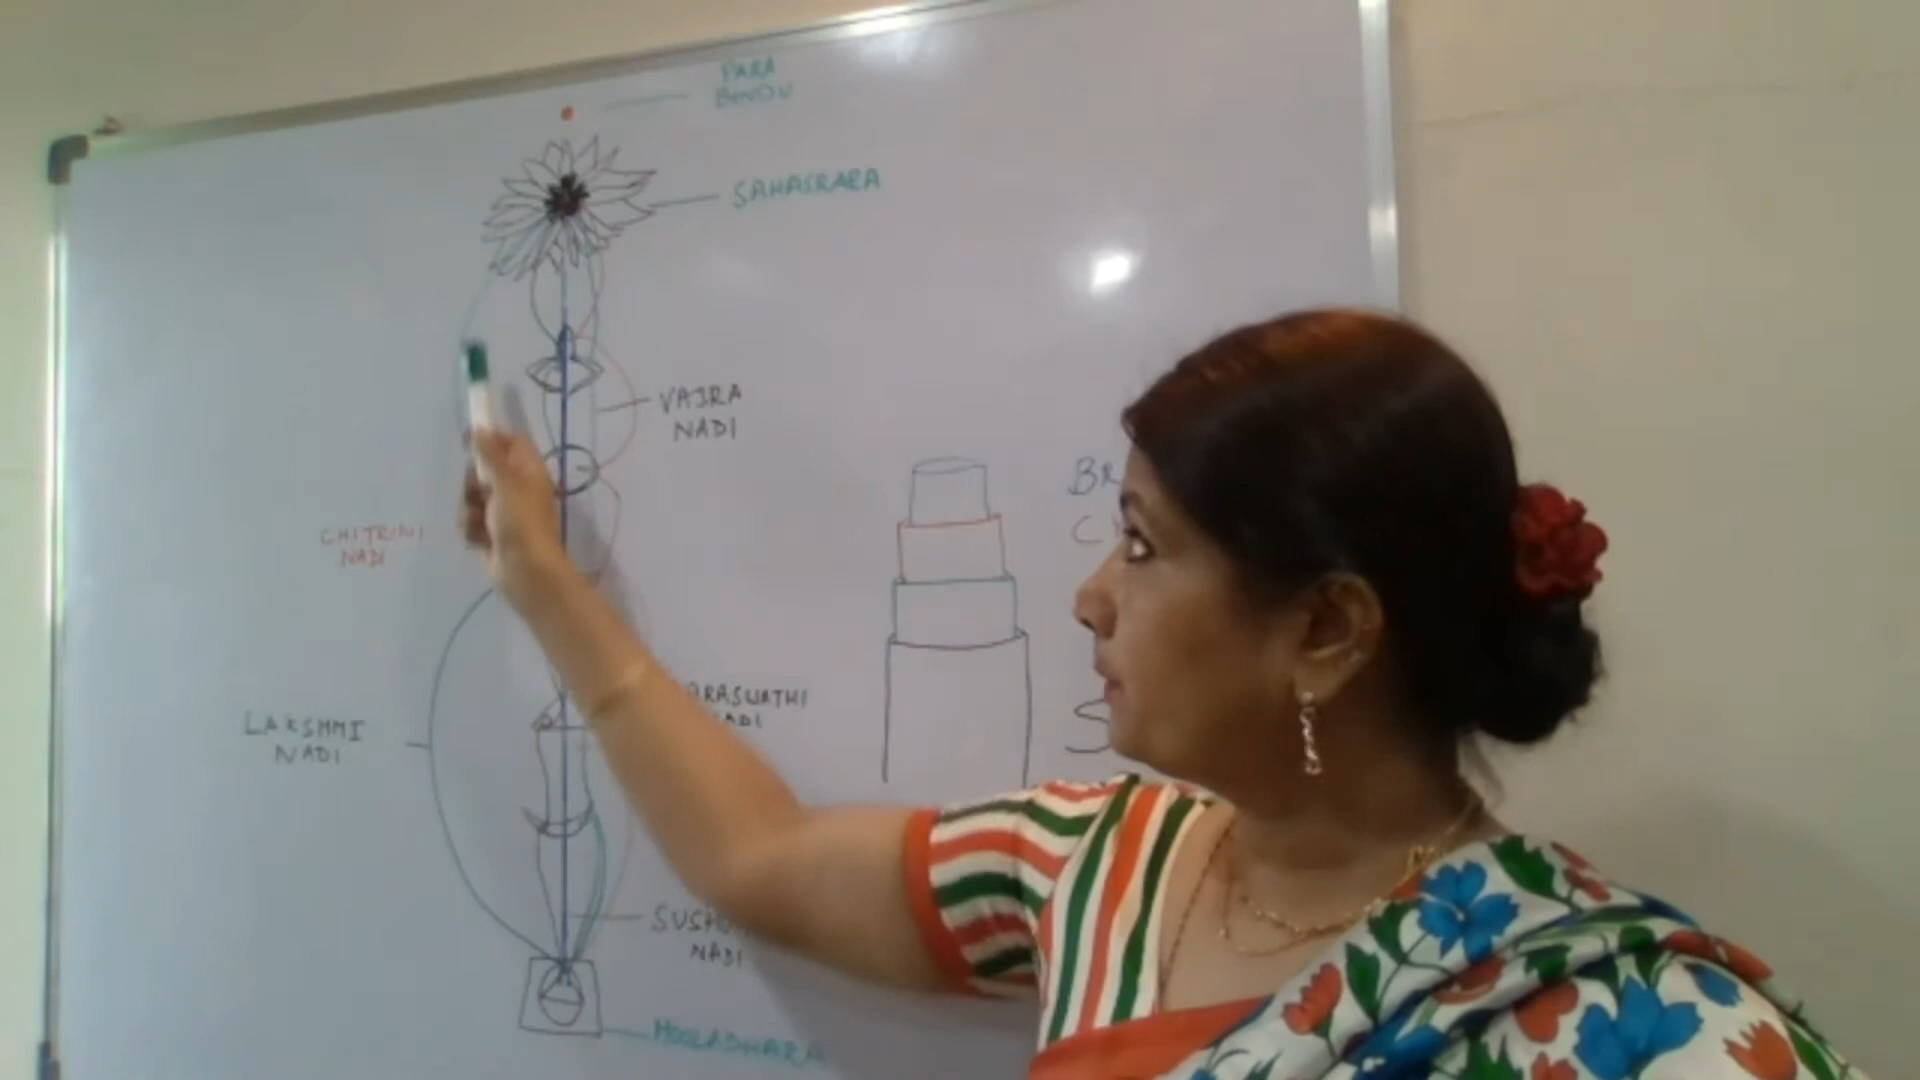 PARA
BINDU
SAHASRARA
VAJRA
NADI
CHITRINI
NADI
LAKSHMI
NADI
NADI
MOOLADHARA